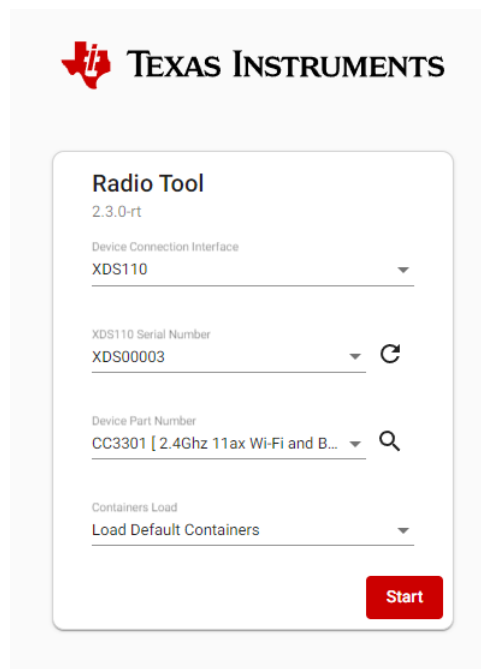 TEXAS INSTRUMENTS
Radio Tool
2.3.0-rt
Device Connection Interface
XDS110
XDS110 Serial Number
XDS00003
Device Part Number
CC3301 [ 2.4Ghz 11ax Wi-Fi and B...
Containers Load
Load Default Containers
Start